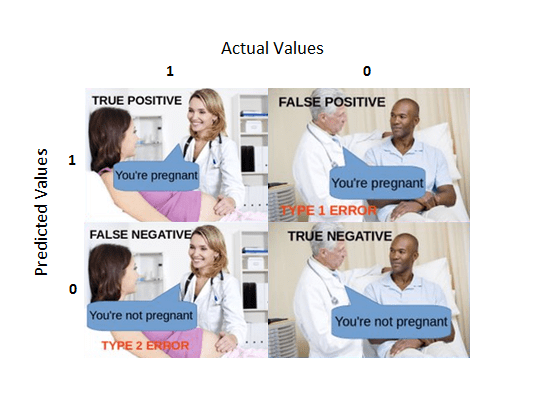 Actual Values
1 0
Predicted Values
1
TRUE POSITIVE
You're pregnant
FALSE POSITIVE
You're pregnant
TYPE 1 ERROR
0
FALSE NEGATIVE
You're not pregnant
TYPE 2 ERROR
TRUE NEGATIVE
You're not pregnant